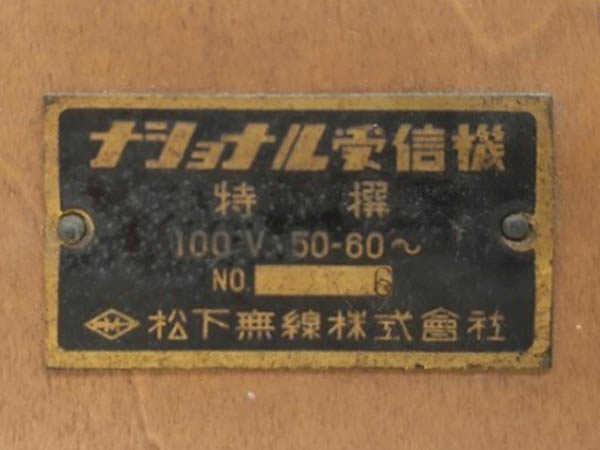 ナショナル受信機
特撰
100 V. 50-60～
NO. 6
松下無線株式會社